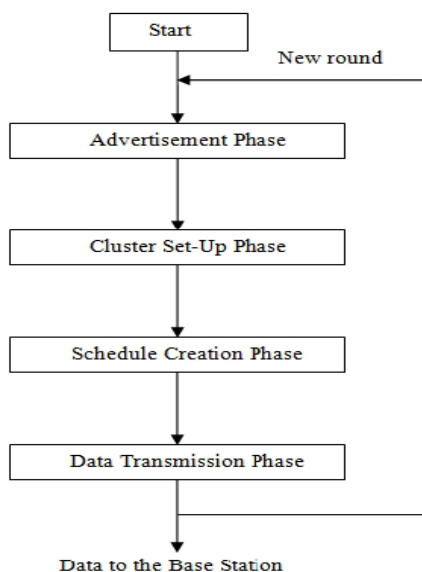 Start
New round
Advertisement Phase
Cluster Set-Up Phase
Schedule Creation Phase
Data Transmission Phase
Data to the Base Station